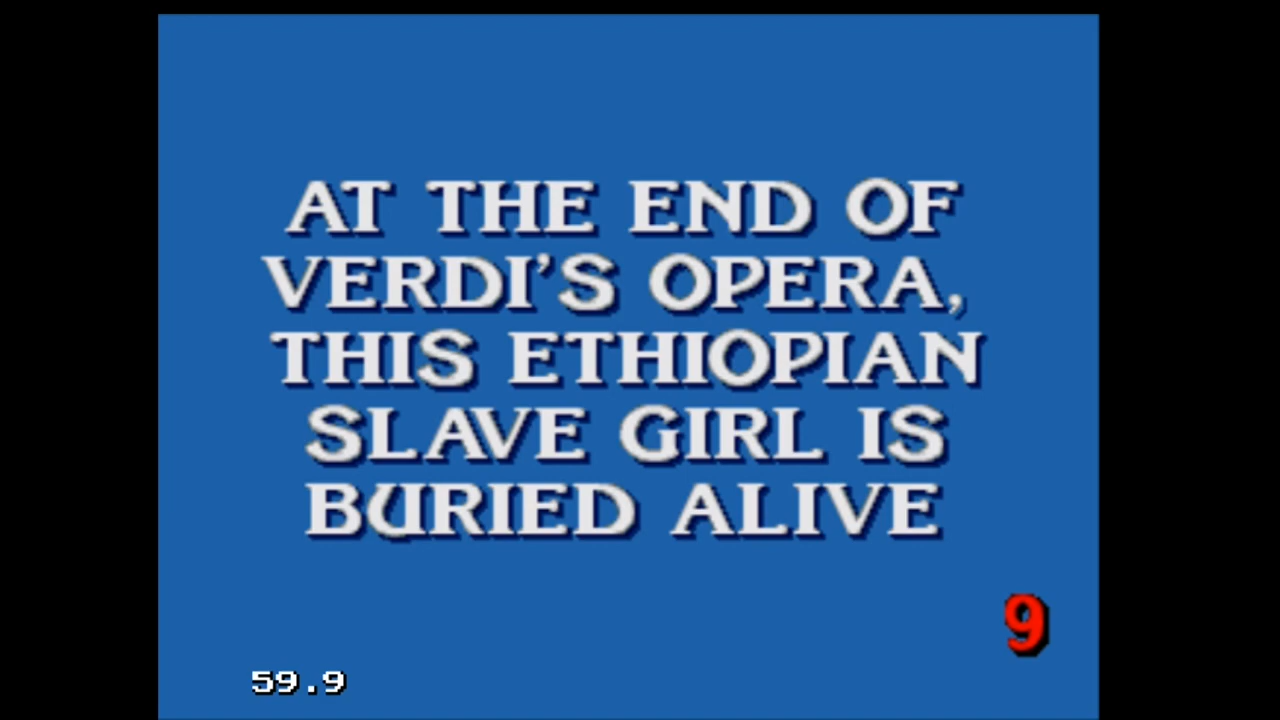 AT THE END OF
VERDI'S OPERA,
THIS ETHIOPIAN
SLAVE GIRL IS
BURIED ALIVE
9
59.9